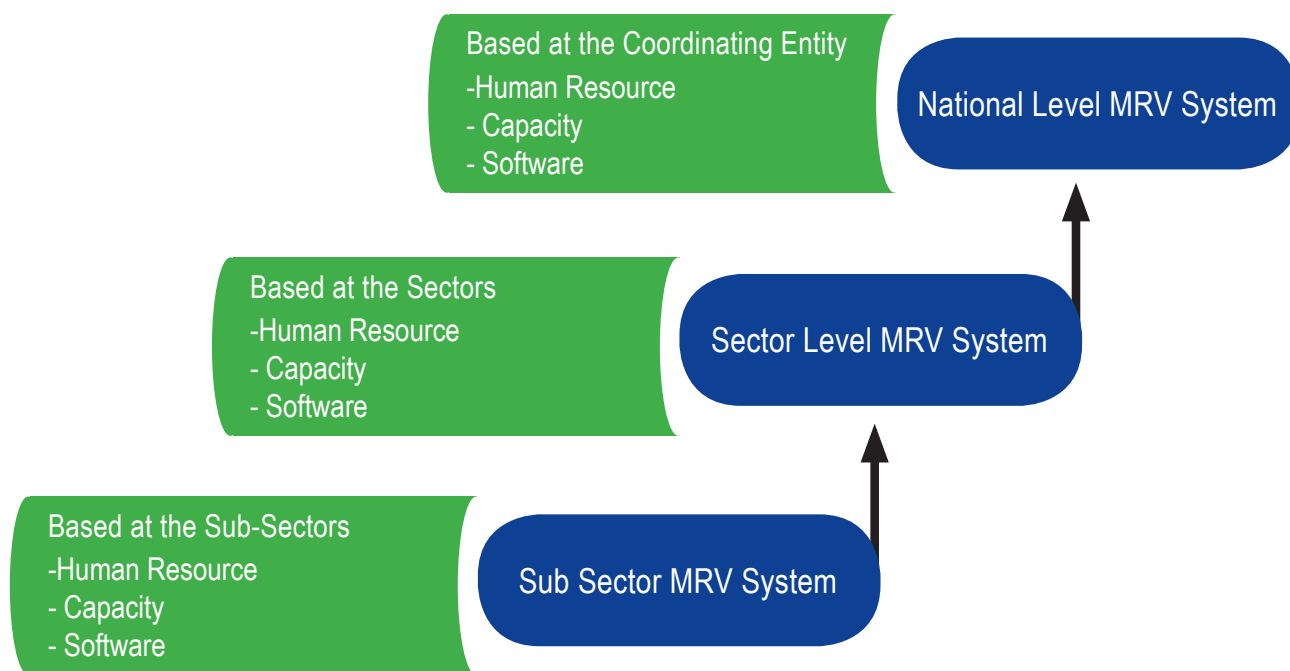 Based at the Coordinating Entity
-Human Resource
- Capacity
- Software
National Level MRV System
Based at the Sectors
-Human Resource
- Capacity
- Software
Sector Level MRV System
Based at the Sub-Sectors
-Human Resource
- Capacity
- Software
Sub Sector MRV System